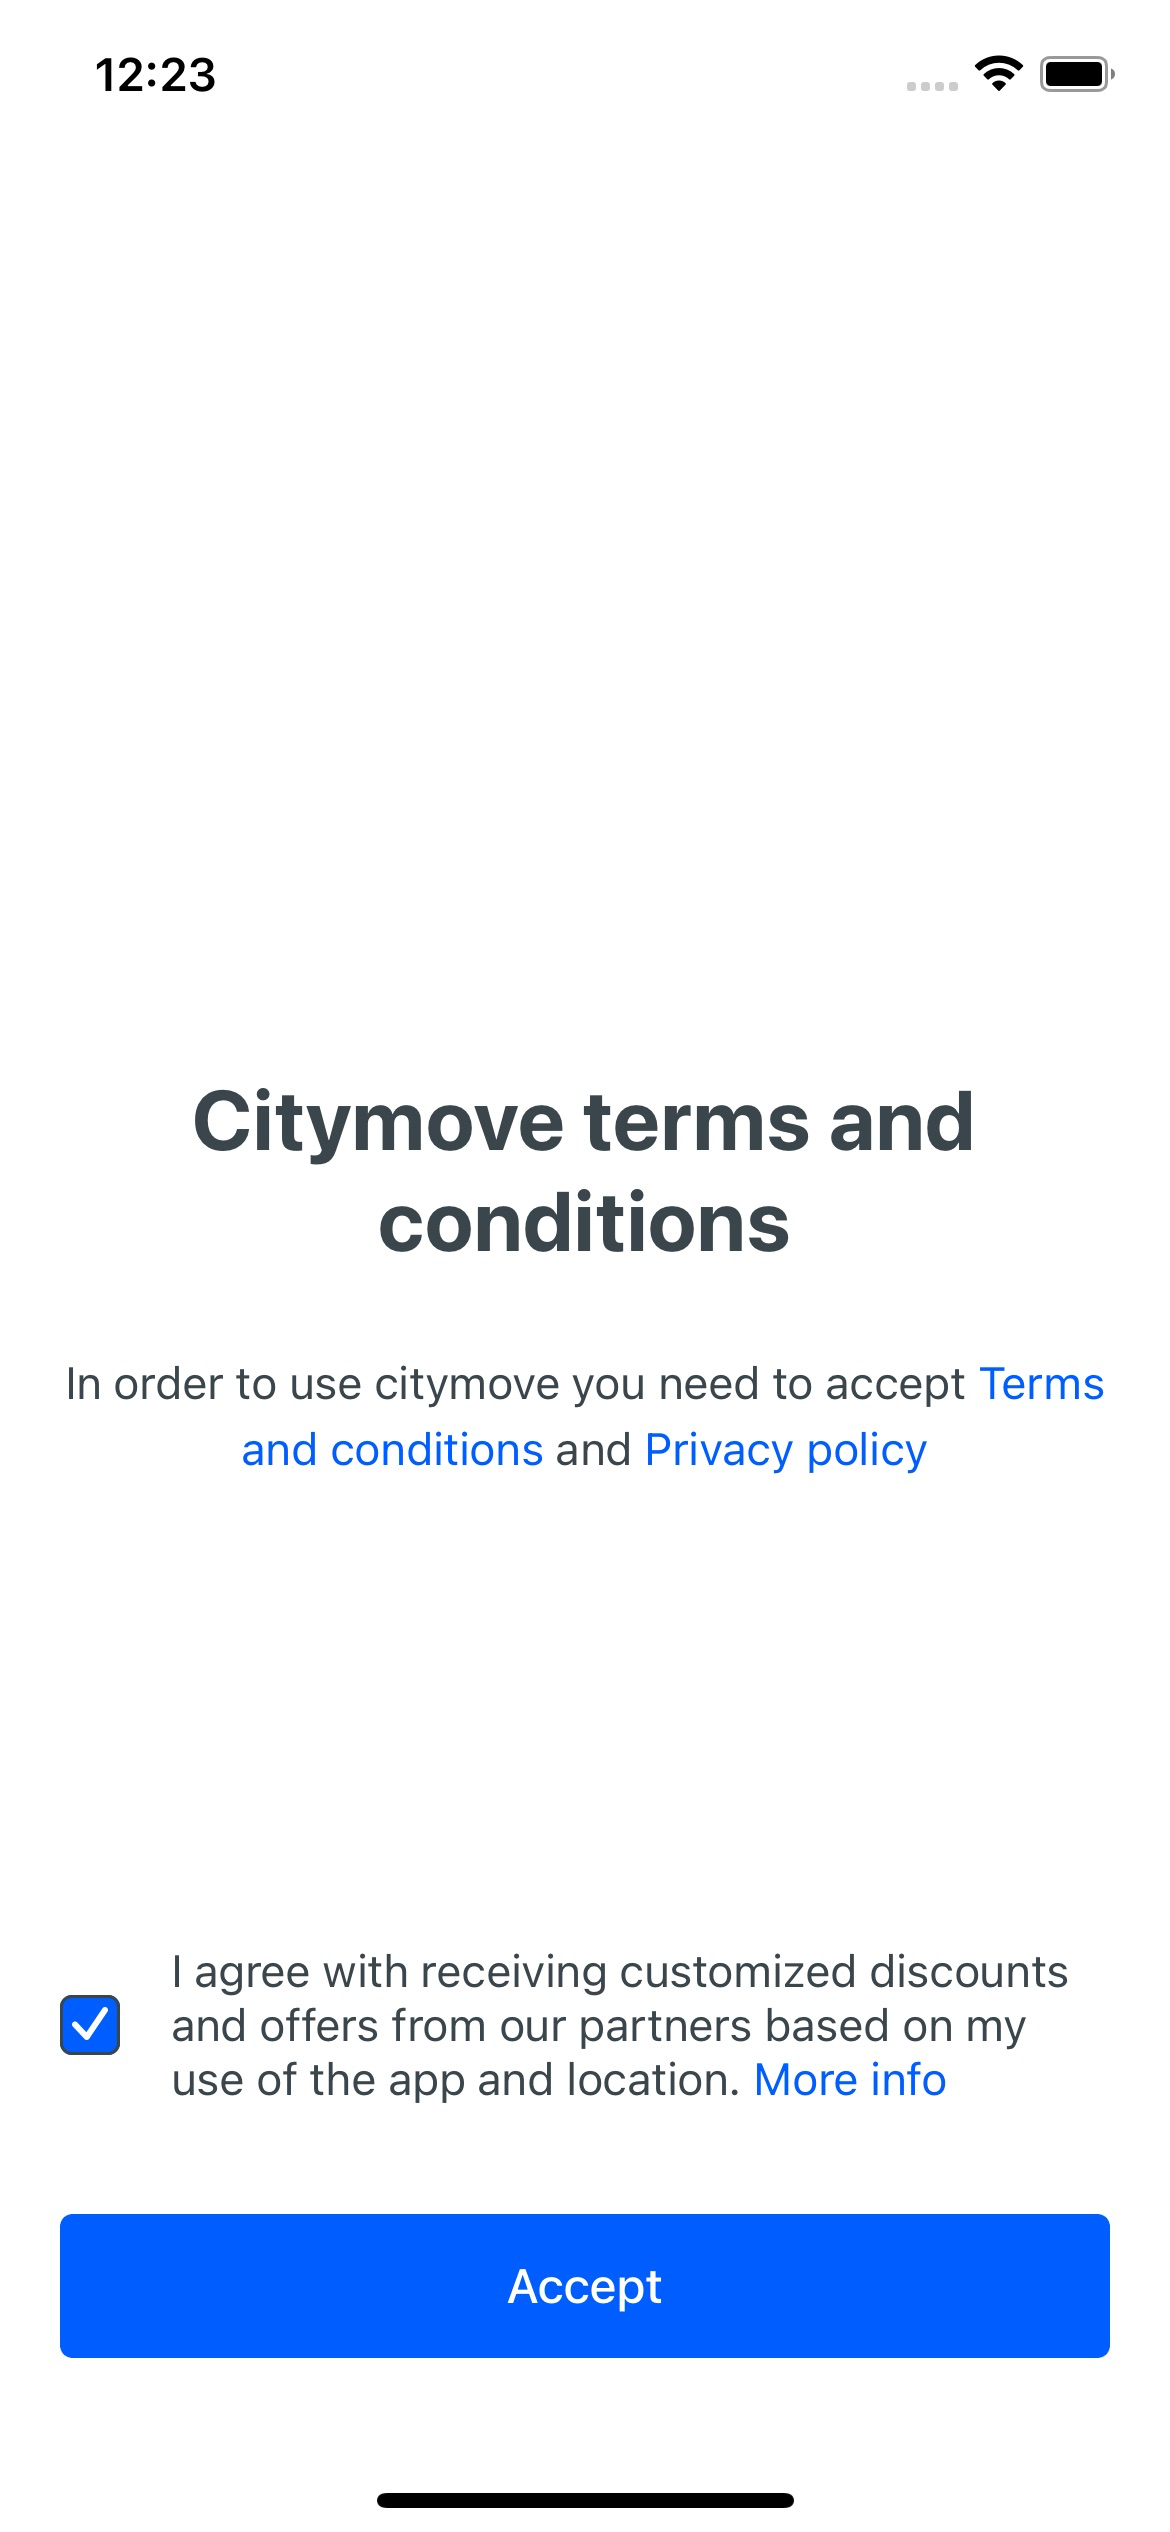 12:23
Citymove terms and
conditions
In order to use citymove you need to accept Terms
and conditions and Privacy policy
I agree with receiving customized discounts
and offers from our partners based on my
use of the app and location. More info
Accept